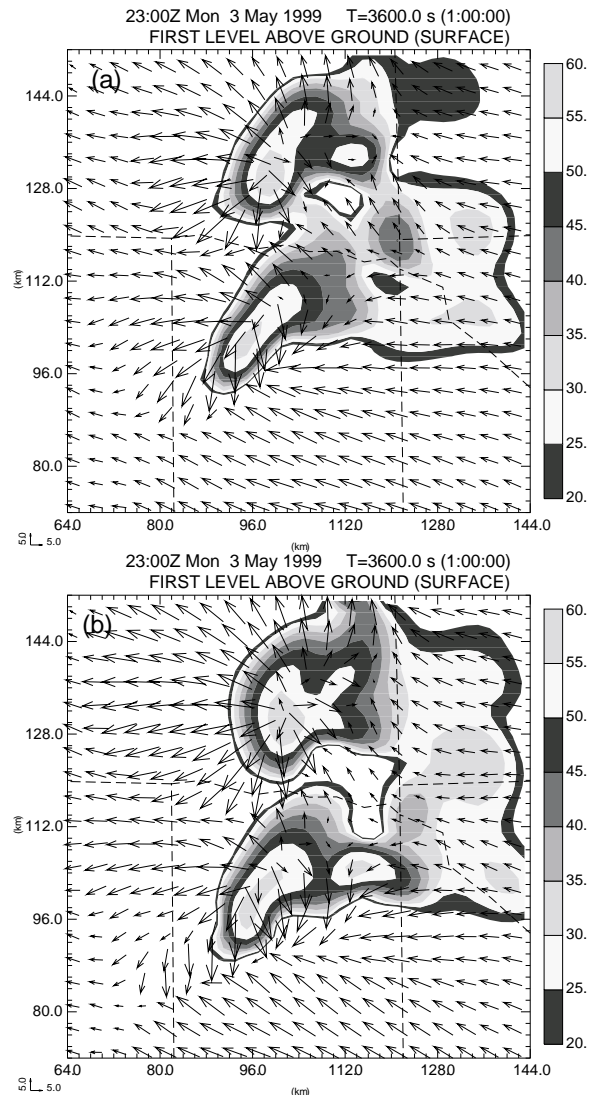 23:00Z Mon  3 May 1999     T=3600.0 s (1:00:00)
FIRST LEVEL ABOVE GROUND (SURFACE)
(a)
144.0
128.0
112.0
96.0
80.0
(km)
64.0 80.0 96.0 1120 1280 144.0
(km)
5.0
5.0
60.
55.
50.
45.
40.
35.
30.
25.
20.
23:00Z Mon  3 May 1999     T=3600.0 s (1:00:00)
FIRST LEVEL ABOVE GROUND (SURFACE)
(b)
144.0
128.0
112.0
96.0
80.0
(km)
64.0 80.0 96.0 1120 1280 144.0
(km)
5.0
5.0
60.
55.
50.
45.
40.
35.
30.
25.
20.